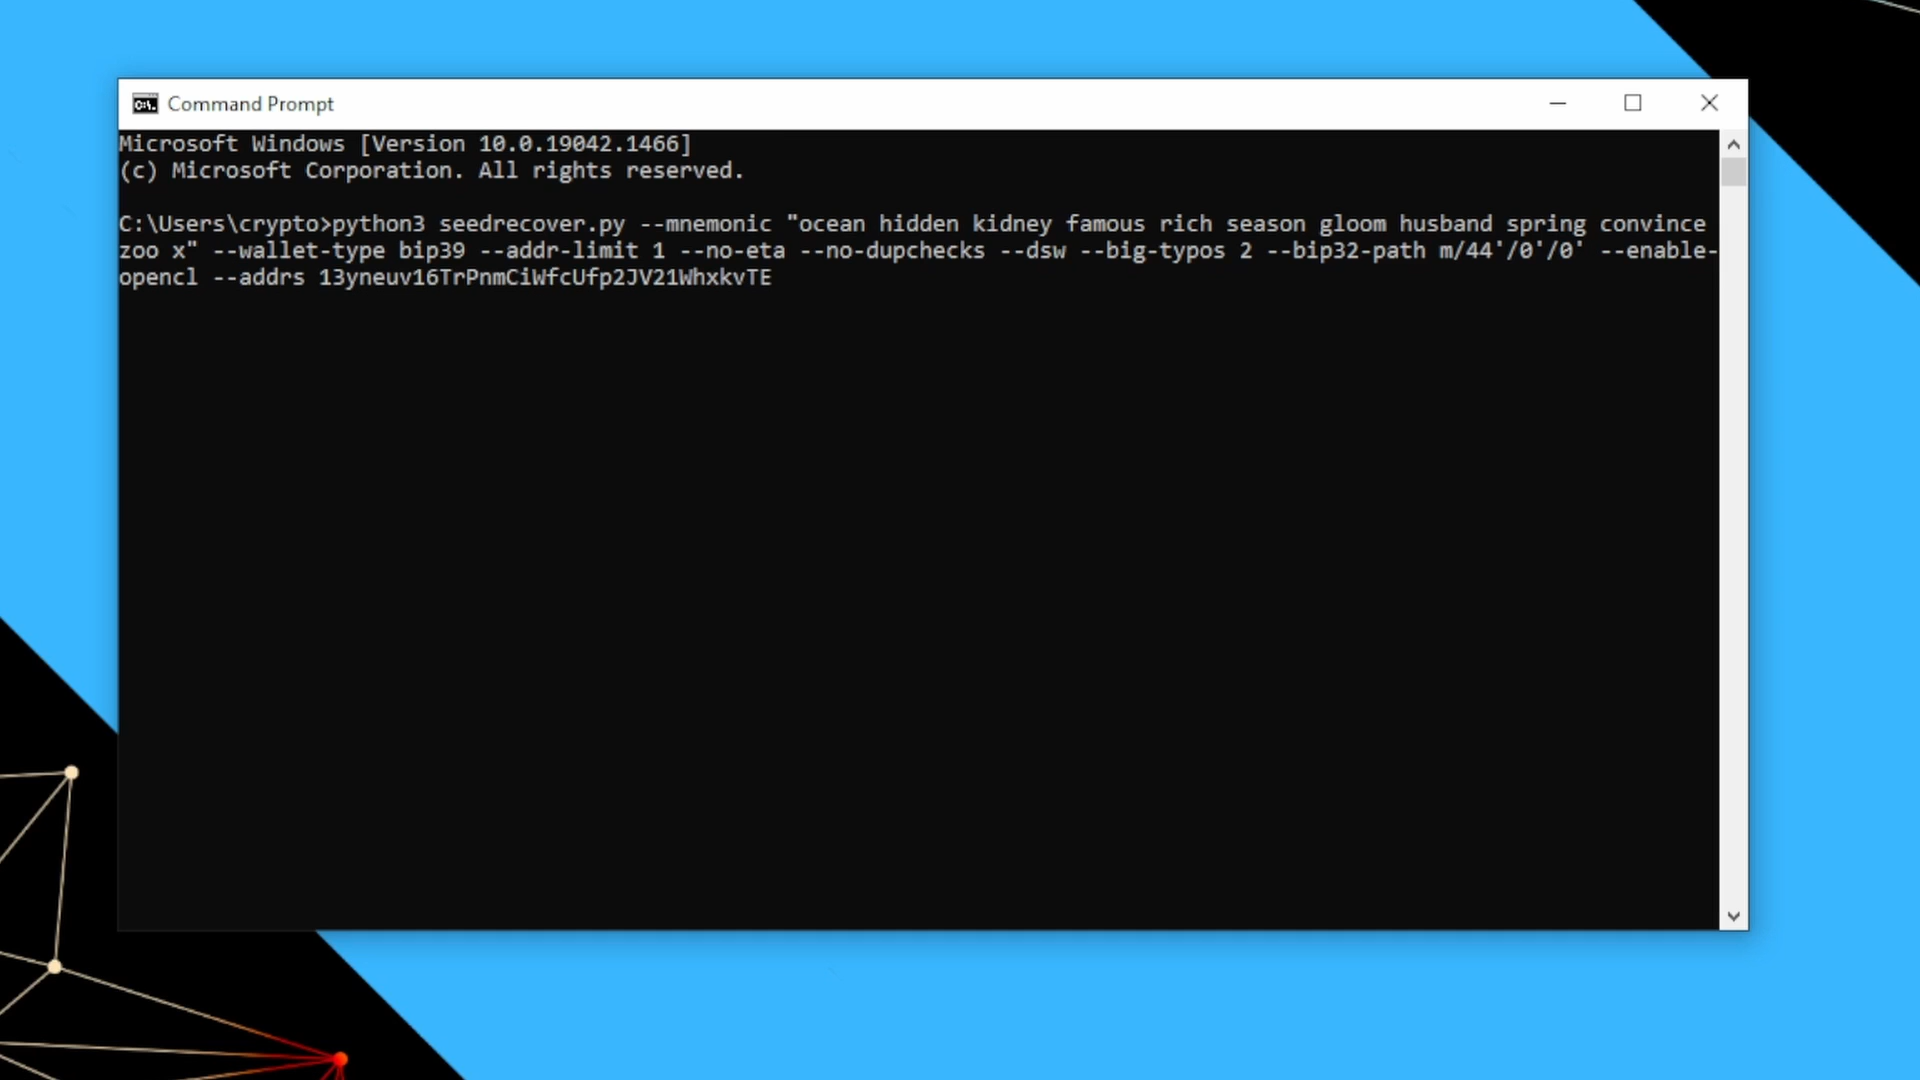 Command Prompt
Microsoft Windows [Version 10.0.19042.1466]
(c) Microsoft Corporation. All rights reserved.
C:\Users\crypto>python3 seedrecover.py --mnemonic "ocean hidden kidney famous rich season gloom husband spring convince
zoo x" --wallet-type bip39 --addr-limit 1 --no-eta --no-dupchecks --dsw --big-typos 2 --bip32-path m/44'/0'/0' --enable-
opencl --addrs 13yneuv16TrPnmCiWfcUfp2JV21WhxkvTE